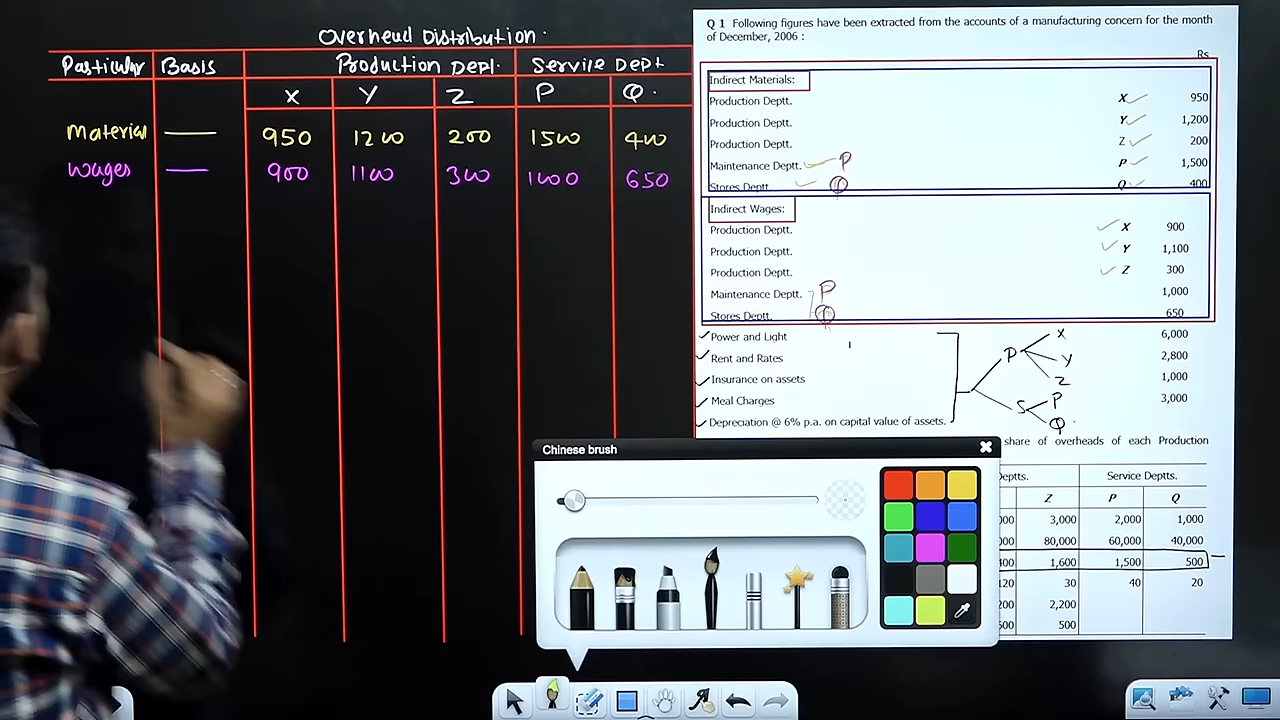 Overhead Distribution.
Particular Basis Production Dept. Service Dept
X Y Z P Q.
Material — 950 1200 200 1500 400
Wages — 900 1100 300 1000 650
Q 1 Following figures have been extracted from the accounts of a manufacturing concern for the month
of December, 2006 :
Rs
Indirect Materials:
Production Deptt. X 950
Production Deptt. Y 1,200
Production Deptt. Z 200
Maintenance Deptt. P P 1,500
Stores Deptt. Q Q 400
Indirect Wages:
Production Deptt. X 900
Production Deptt. Y 1,100
Production Deptt. Z 300
Maintenance Deptt. P 1,000
Stores Deptt. Q 650
Power and Light 6,000
Rent and Rates 2,800
Insurance on assets 1,000
Meal Charges 3,000
Depreciation @ 6% p.a. on capital value of assets.
P X Y Z
S P Q
share of overheads of each Production
Deptts. Service Deptts.
Z P Q
000 3,000 2,000 1,000
000 80,000 60,000 40,000
400 1,600 1,500 500
120 30 40 20
200 2,200
500
Chinese brush